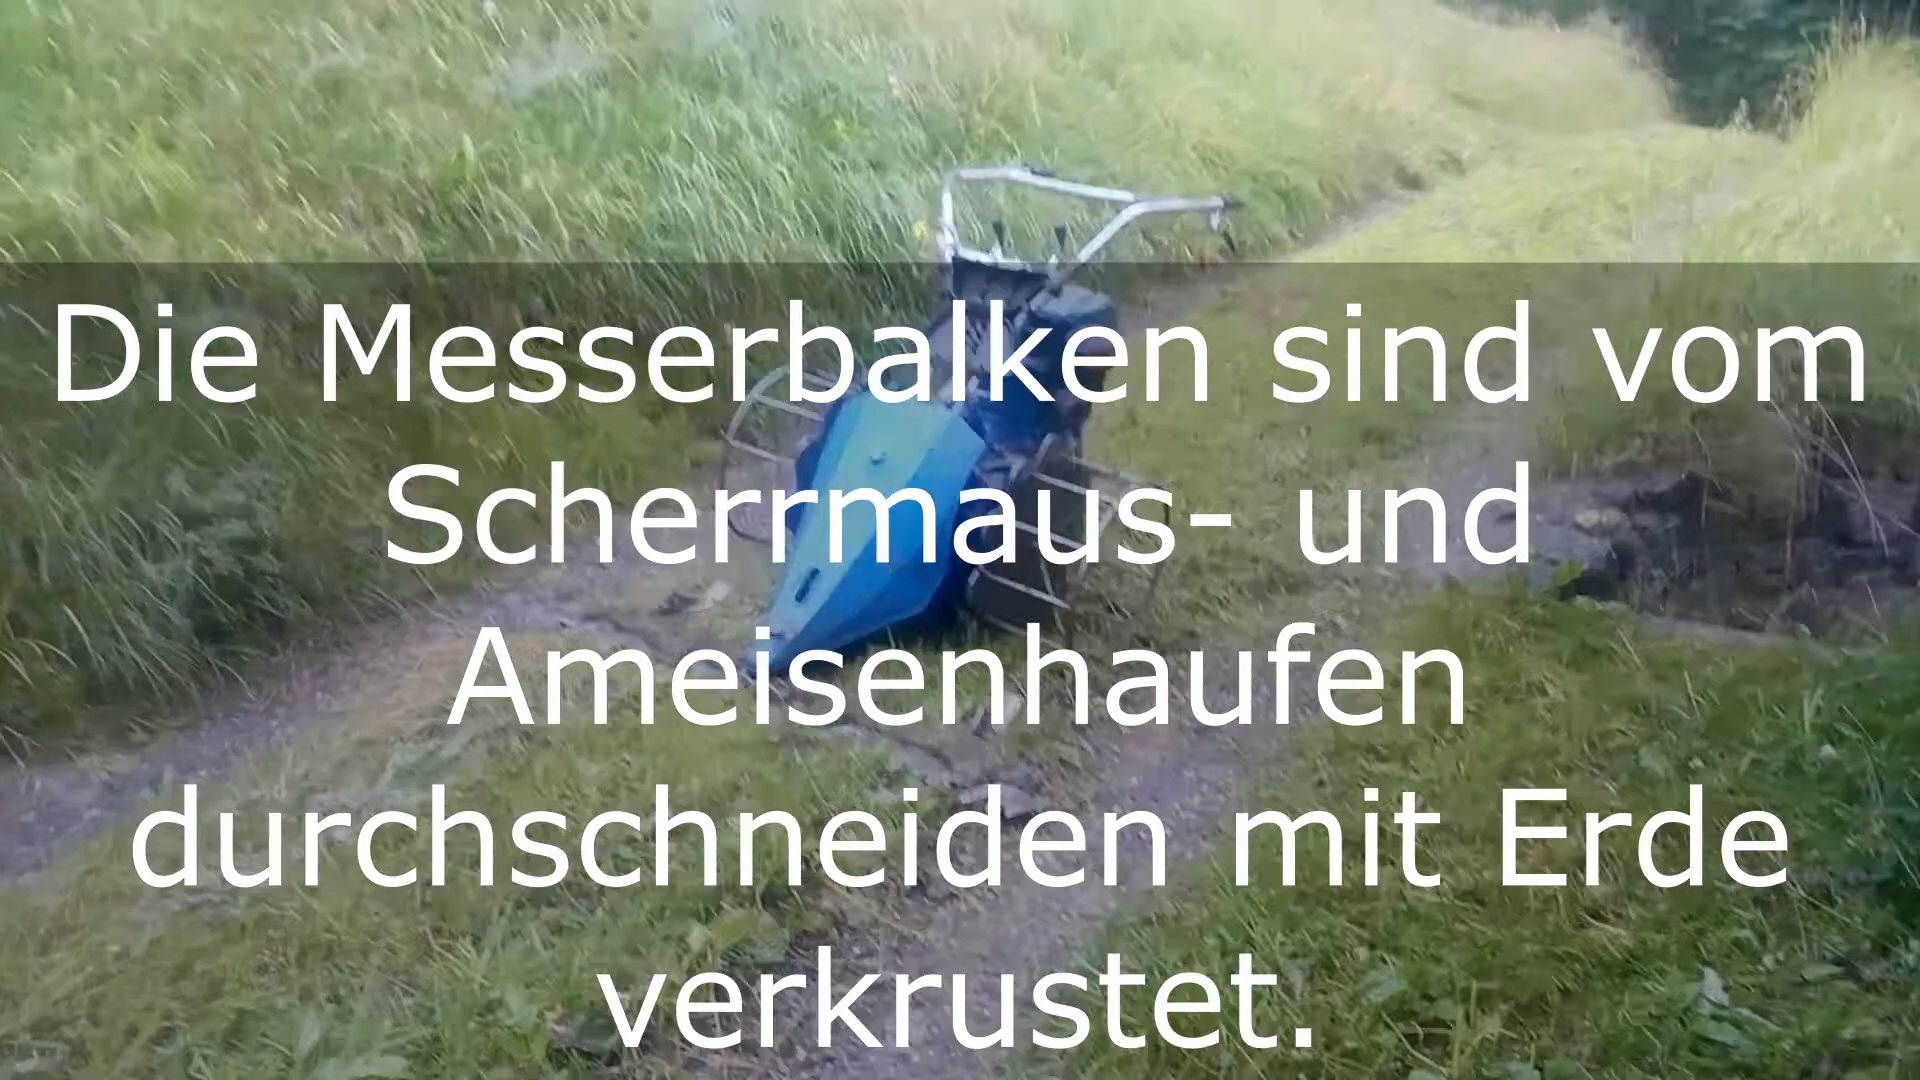 Die Messerbalken sind vom
Scherrmaus- und
Ameisenhaufen
durchschneiden mit Erde
verkrustet.